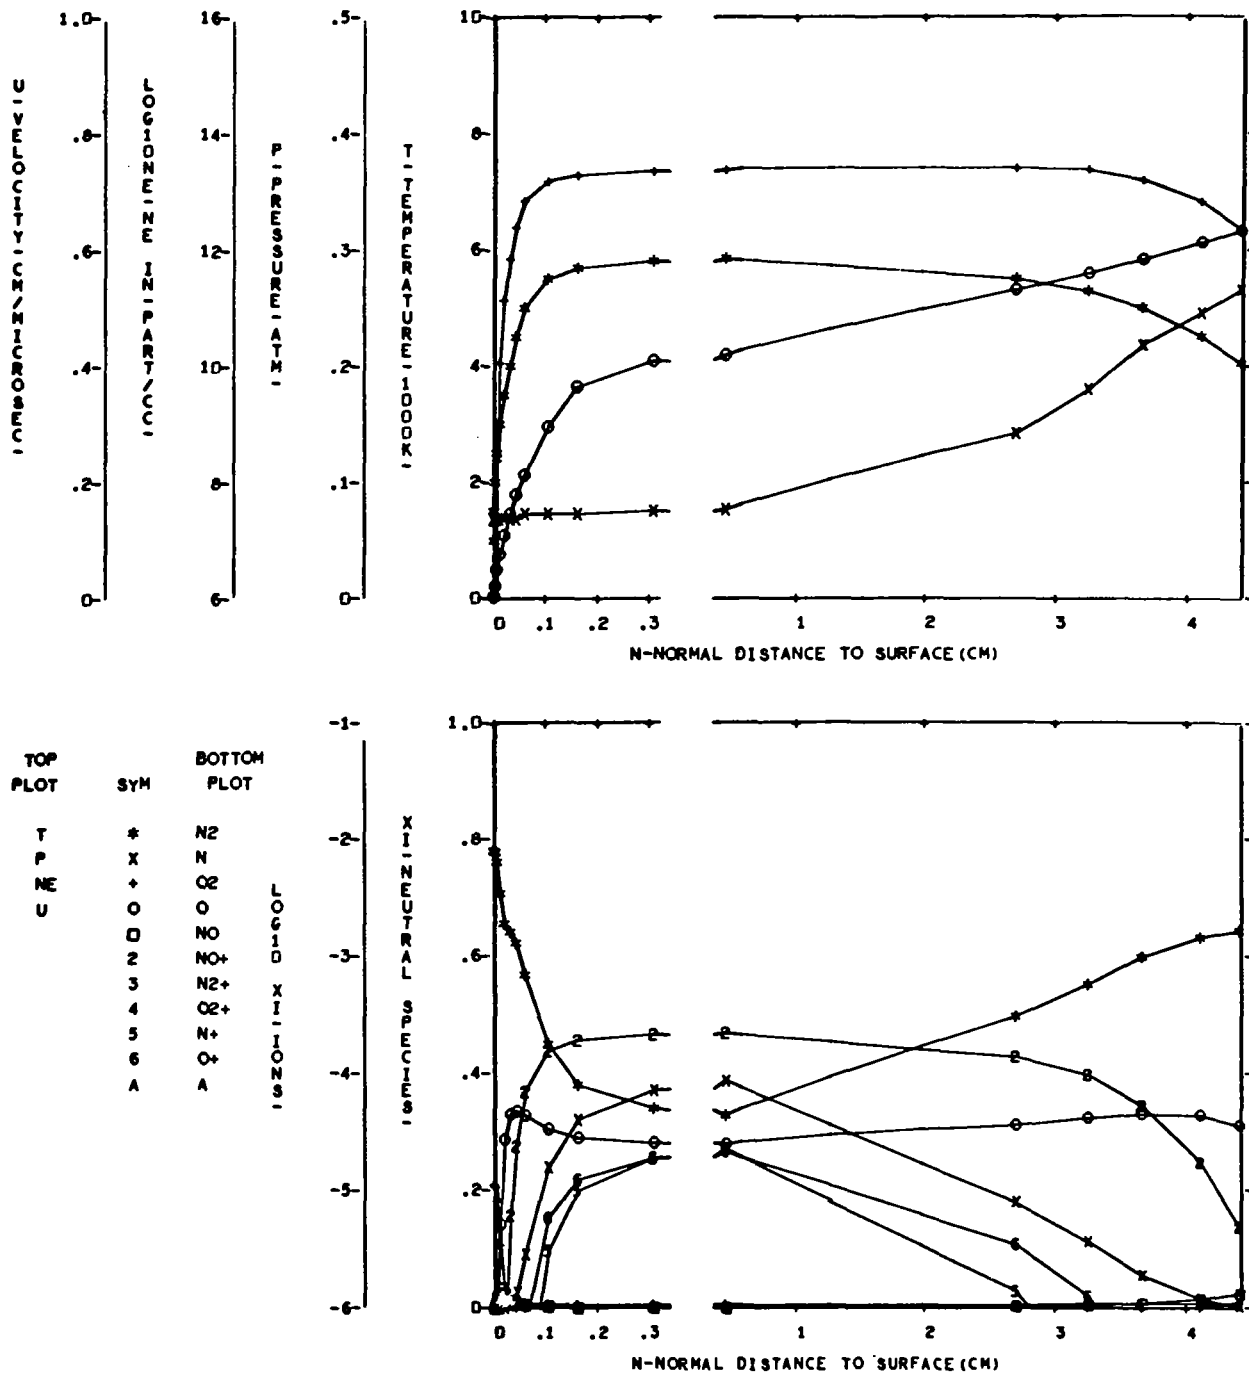 U-VELOCITY-CM/MICROSEC-
1.0-
.8-
.6-
.4-
.2-
0-
LOG10NE-NE IN-PART/CC-
16-
14-
12-
10-
8-
6-
P-PRESSURE-ATM-
.5-
.4-
.3-
.2-
0.1-
0-
T-TEMPERATURE-1000K-
10
8
6
4
2
0
0 .1 .2 .3 1 2 3 4
N-NORMAL DISTANCE TO SURFACE(CM)
TOP BOTTOM
PLOT SYM PLOT
T * N2
P X N
NE + O2
U O O
□ NO
2 NO+
3 N2+
4 O2+
5 N+
6 O+
A A
LOG10 XI-IONS-
-1-
-2-
-3-
-4-
-5-
-6-
XI-NEUTRAL SPECIES-
1.0
.8
.6
.4
.2
0
0 .1 .2 .3 1 2 3 4
N-NORMAL DISTANCE TO SURFACE(CM)